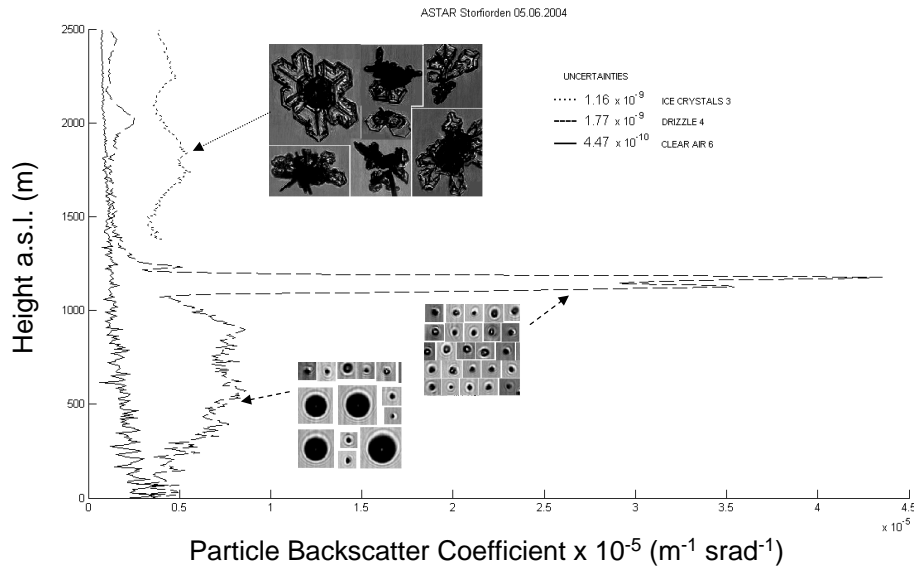 ASTAR Storfjorden 05.06.2004
2500
2000
1500
1000
500
0
Height a.s.l. (m)
UNCERTAINTIES
1.16 x 10⁻⁹ ICE CRYSTALS 3
1.77 x 10⁻⁹ DRIZZLE 4
4.47 x 10⁻¹⁰ CLEAR AIR 6
0 0.5 1 1.5 2 2.5 3 3.5 4 4.5
x 10⁻⁵
Particle Backscatter Coefficient x 10⁻⁵ (m⁻¹ srad⁻¹)